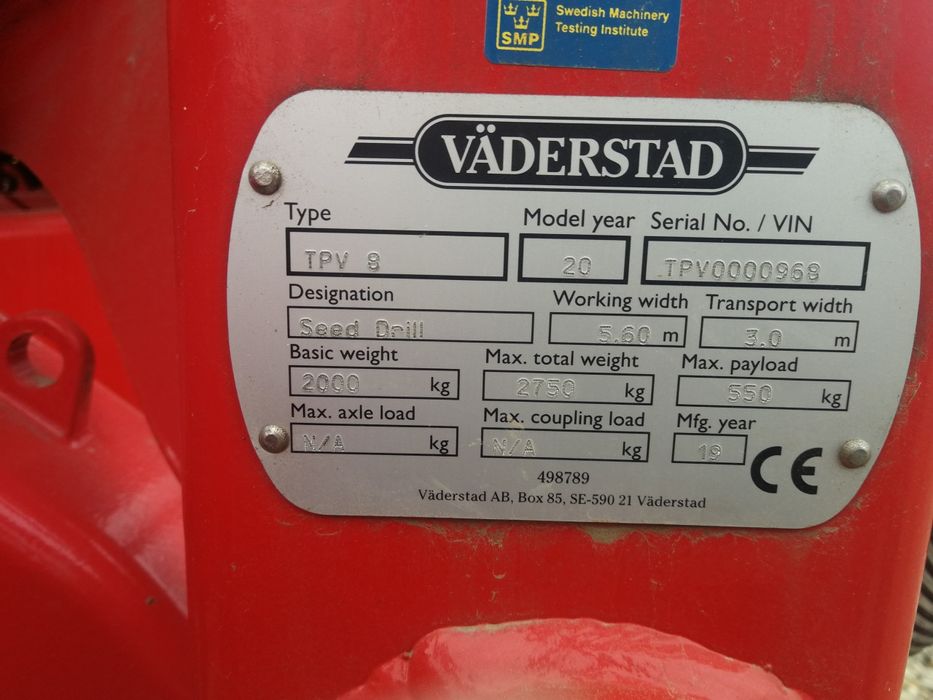 SMP
Swedish Machinery
Testing Institute
VÄDERSTAD
Type Model year Serial No. / VIN
TPV 8 20 TPV0000968
Designation Working width Transport width
Seed Drill 5.60 m 3.0 m
Basic weight Max. total weight Max. payload
2000 kg 2750 kg 550 kg
Max. axle load Max. coupling load Mfg. year
N/A kg N/A kg 19
CE
498789
Väderstad AB, Box 85, SE-590 21 Väderstad